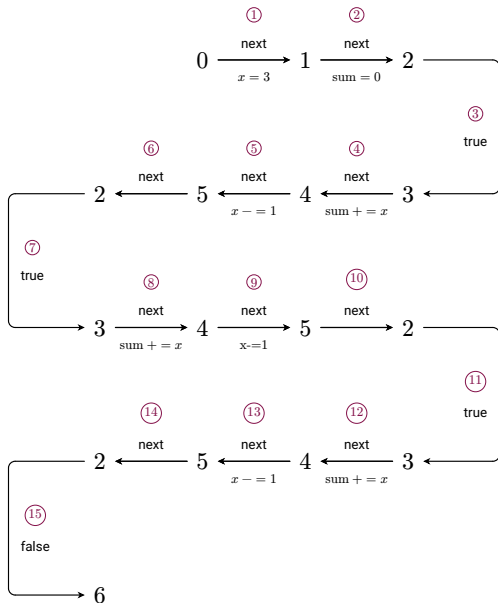 ① ②
next next
0 1 2
x = 3 sum = 0
③
true
⑥ ⑤ ④
next next next
2 5 4 3
x − = 1 sum + = x
⑦
true
⑧ ⑨ ⑩
next next next
3 4 5 2
sum + = x x-=1
⑪
true
⑭ ⑬ ⑫
next next next
2 5 4 3
x − = 1 sum + = x
⑮
false
6